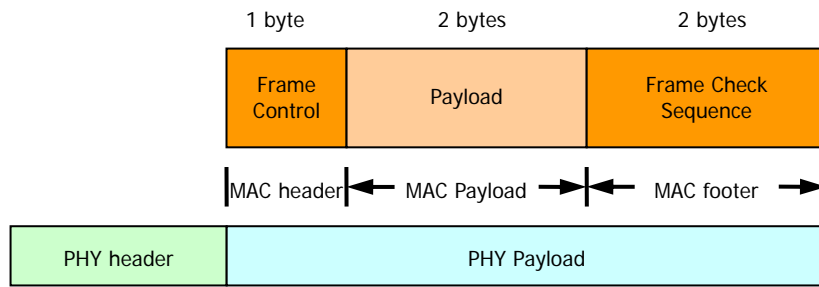 1 byte 2 bytes 2 bytes
Frame Control Payload Frame Check Sequence
MAC header MAC Payload MAC footer
PHY header PHY Payload